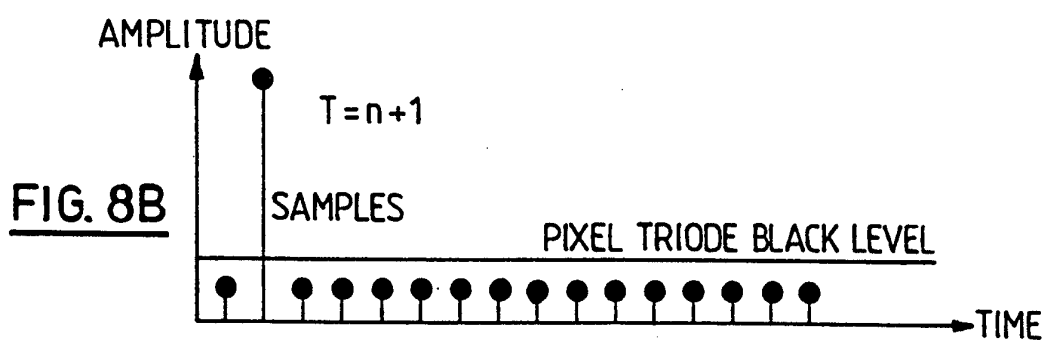 AMPLITUDE
T=n+1
FIG. 8B
SAMPLES
PIXEL TRIODE BLACK LEVEL
TIME